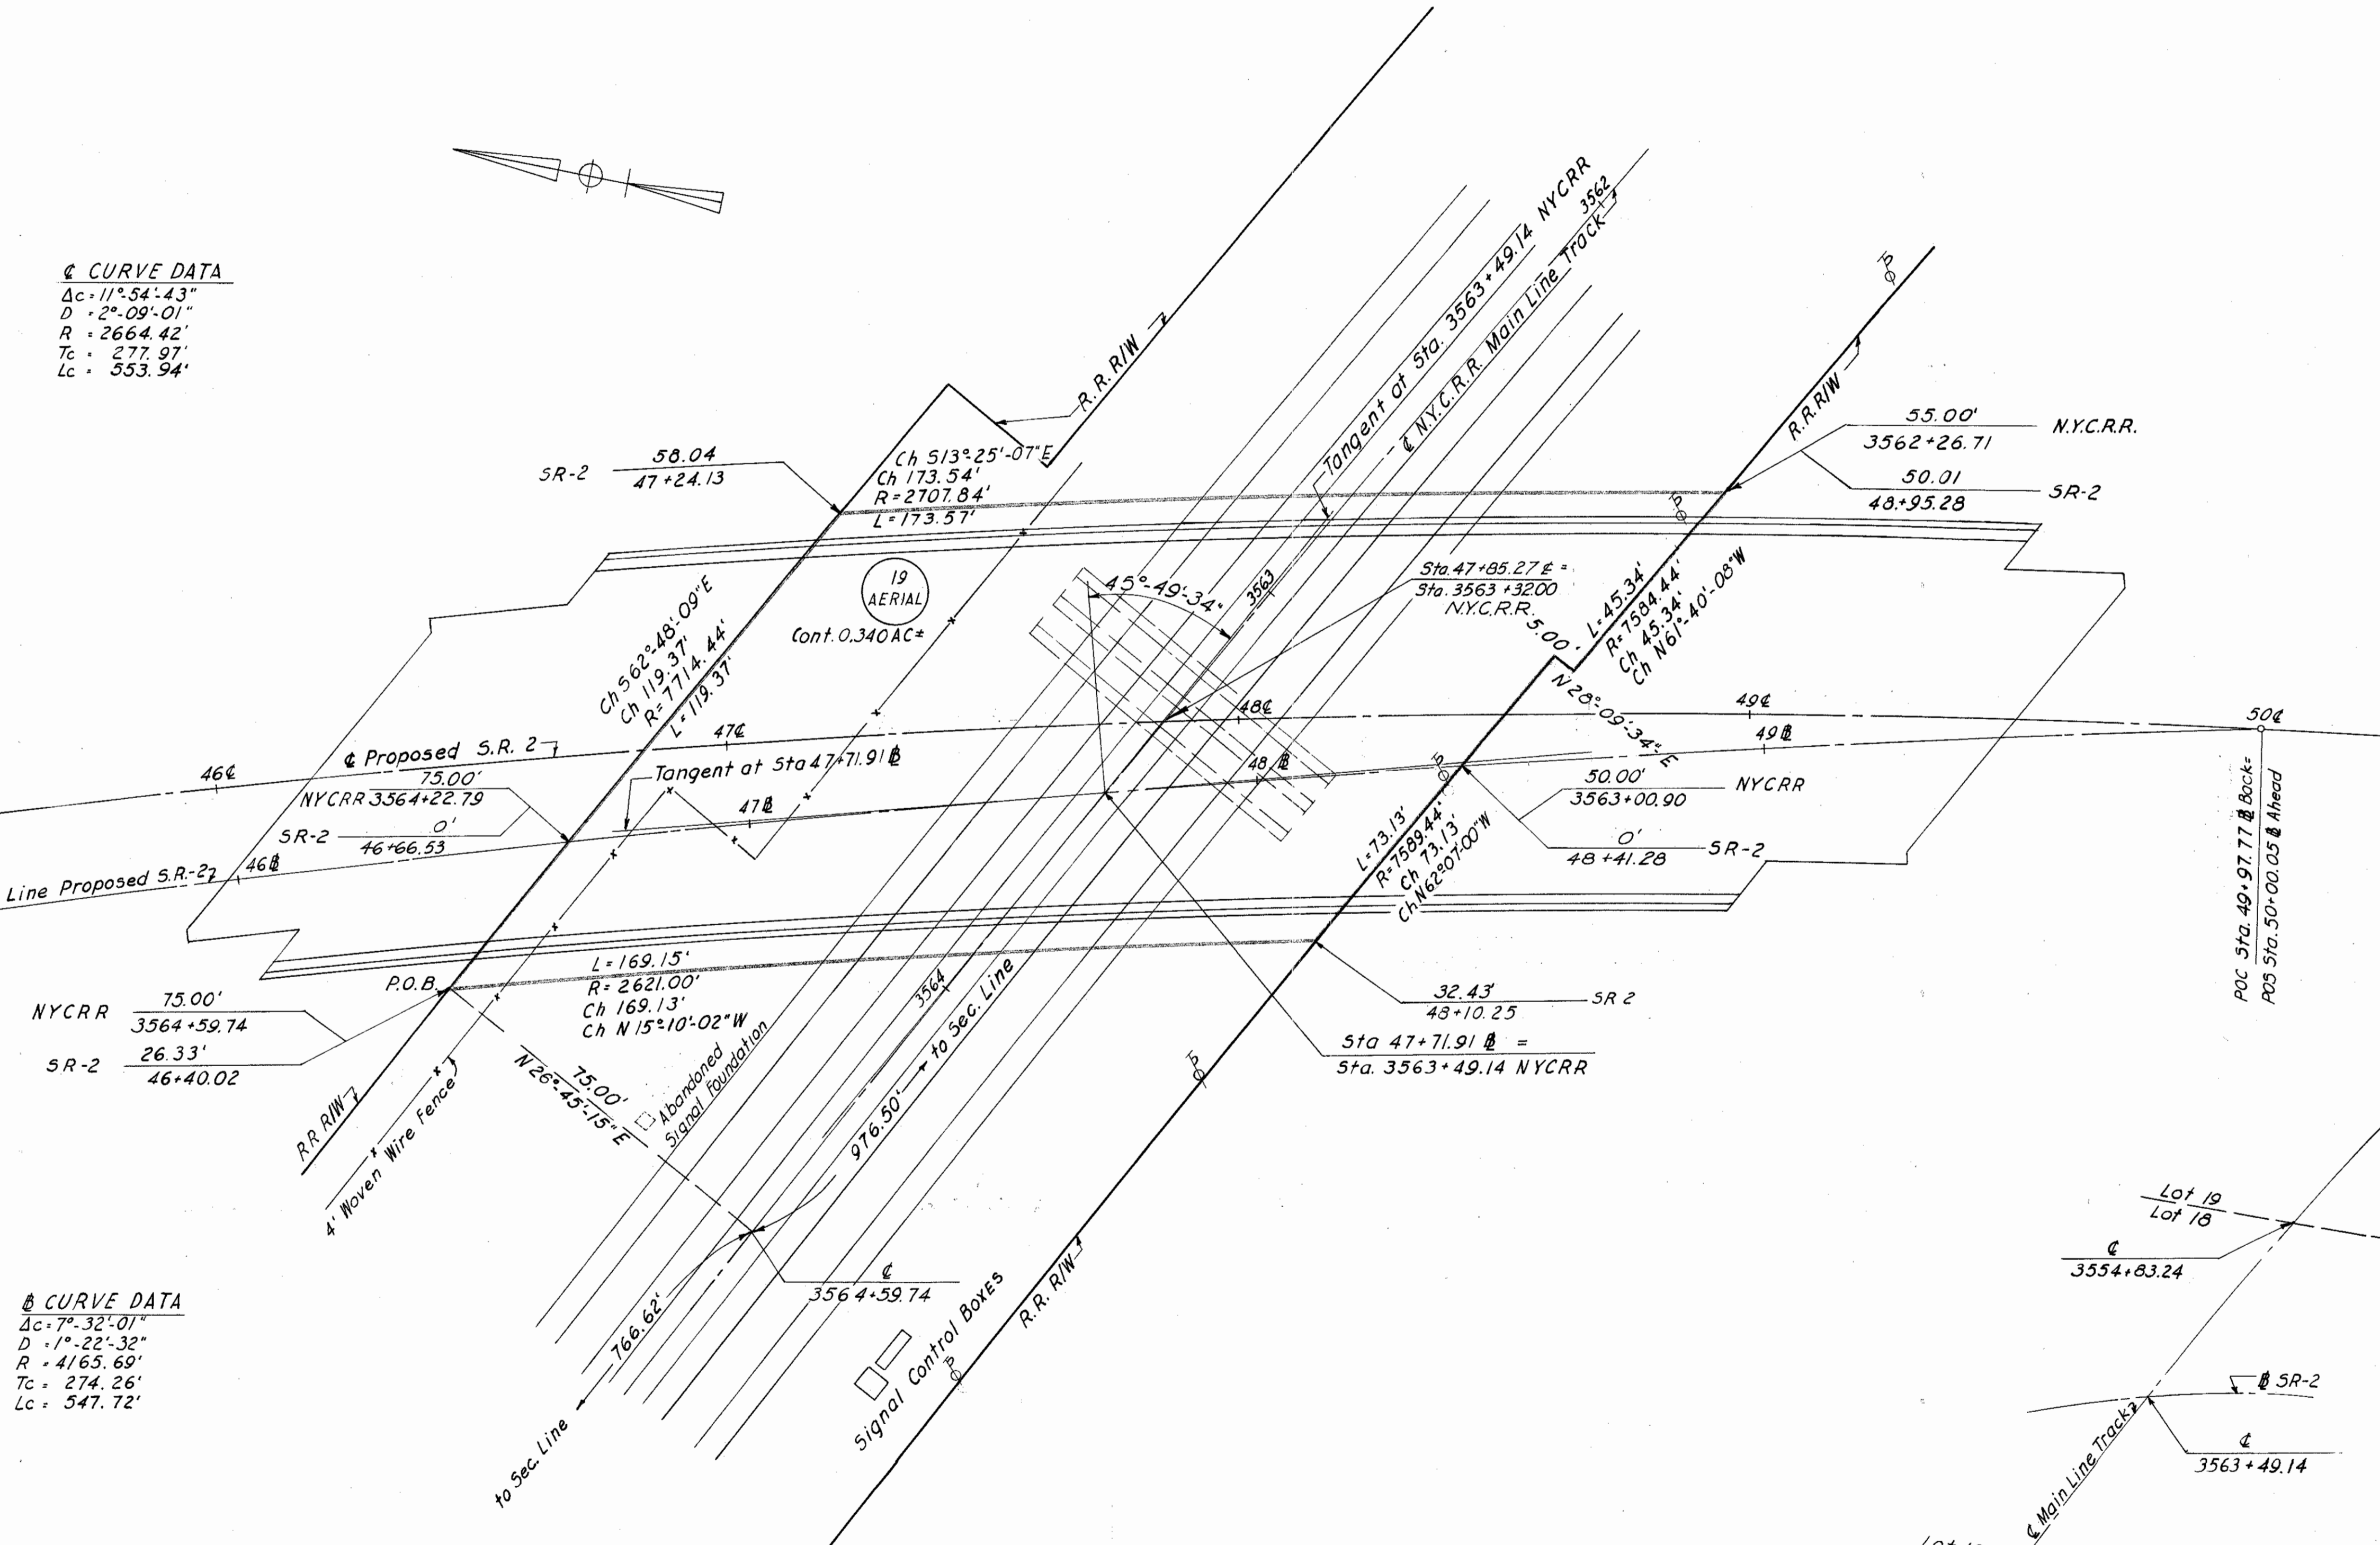 ℄ CURVE DATA
Δc = 11°-54'-43"
D = 2°-09'-01"
R = 2664.42'
Tc = 277.97'
Lc = 553.94'
R.R. R/W
Tangent at Sta. 3563+49.14 NYCRR
℄ N.Y.C.R.R. Main Line Track
3562
R.R.R/W
55.00'
3562+26.71
N.Y.C.R.R.
50.01
48+95.28
SR-2
SR-2
58.04
47+24.13
Ch S13°-25'-07"E
Ch 173.54'
R=2707.84'
L=173.57'
19
AERIAL
Cont. 0.340 AC±
45°-49'-34"
3563
Sta. 47+85.27 ℄ =
Sta. 3563+3200
N.Y.C.R.R.
5.00'
L=45.34'
R=7584.44'
Ch 45.34'
Ch N61°-40'-08"W
Ch S62°-48'-09"E
Ch 119.37'
R=7714.44'
L=119.37'
N 28°-09'-34"E
46℄
℄ Proposed S.R. 2
47℄
48℄
49℄
50℄
75.00'
NYCRR 3564+22.79
SR-2
0'
46+66.53
Tangent at Sta 47+71.91 ⅊
Line Proposed S.R.-2
46 ⅊
47 ⅊
48 ⅊
49 ⅊
50.00'
3563+00.90
NYCRR
0'
48+41.28
SR-2
L=73.13'
R=7589.44'
Ch 73.13'
Ch N62°-07'-00"W
POC Sta. 49+97.77 ⅊ Back=
POS Sta. 50+00.05 ⅊ Ahead
P.O.B.
L=169.15'
R=2621.00'
Ch 169.13'
Ch N 15°-10'-02"W
NYCRR
75.00'
3564+59.74
SR-2
26.33'
46+40.02
3564
32.43'
48+10.25
SR 2
Sta 47+71.91 ⅊ =
Sta. 3563+49.14 NYCRR
RR R/W
4' Woven Wire Fence
75.00'
N 26°-45'-15"E
Abandoned
Signal Foundation
976.50' to Sec. Line
℄
3564+59.74
766.62'
to Sec. Line
Signal Control Boxes
R.R. R/W
Lot 19
Lot 18
℄
3554+83.24
⅊ CURVE DATA
Δc = 7°-32'-01"
D = 1°-22'-32"
R = 4165.69'
Tc = 274.26'
Lc = 547.72'
⅊ SR-2
℄ Main Line Track
℄
3563+49.14